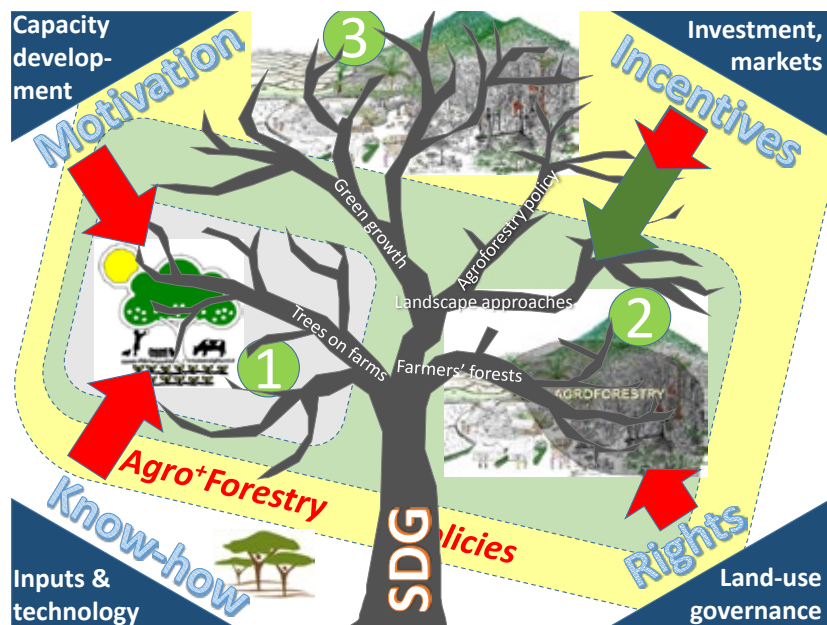 Capacity
develop-
ment
Motivation
3
Investment,
markets
Incentives
Green growth
Agroforestry policy
Landscape approaches
Trees on farms
1
Farmers' forests
2
AGROFORESTRY
Agro+Forestry
olicies
SDG
Know-how
Rights
Inputs &
technology
Land-use
governance